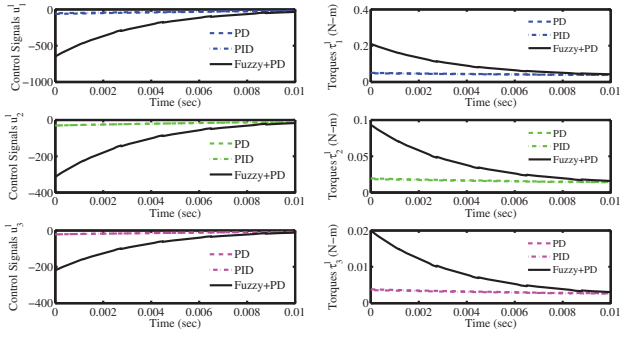 Control Signals u₁¹
0
−500
−1000
PD
PID
Fuzzy+PD
0 0.002 0.004 0.006 0.008 0.01
Time (sec)
Torques τ₁¹ (N−m)
0.4
0.2
0
PD
PID
Fuzzy+PD
0 0.002 0.004 0.006 0.008 0.01
Time (sec)
Control Signals u₂¹
0
−200
−400
PD
PID
Fuzzy+PD
0 0.002 0.004 0.006 0.008 0.01
Time (sec)
Torques τ₂¹ (N−m)
0.1
0.05
0
PD
PID
Fuzzy+PD
0 0.002 0.004 0.006 0.008 0.01
Time (sec)
Control Signals u₃¹
0
−200
−400
PD
PID
Fuzzy+PD
0 0.002 0.004 0.006 0.008 0.01
Time (sec)
Torques τ₃¹ (N−m)
0.02
0.01
0
PD
PID
Fuzzy+PD
0 0.002 0.004 0.006 0.008 0.01
Time (sec)